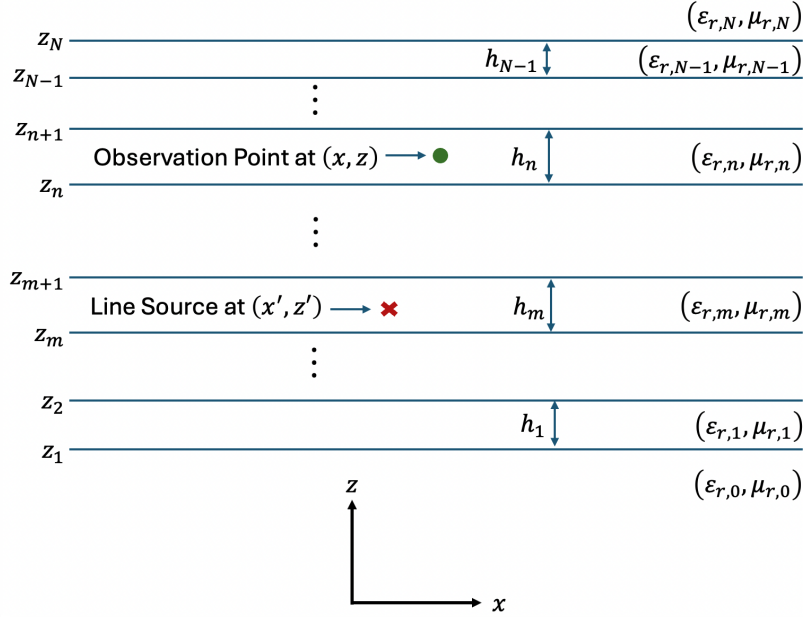 (εᵣ,N, μᵣ,N)
z_N
h_{N−1}
(ε_{r,N−1}, μ_{r,N−1})
z_{N−1}
⋮
z_{n+1}
Observation Point at (x, z)
h_n
(ε_{r,n}, μ_{r,n})
z_n
⋮
z_{m+1}
Line Source at (x′, z′)
h_m
(ε_{r,m}, μ_{r,m})
z_m
⋮
z_2
h_1
(ε_{r,1}, μ_{r,1})
z_1
(ε_{r,0}, μ_{r,0})
z
x